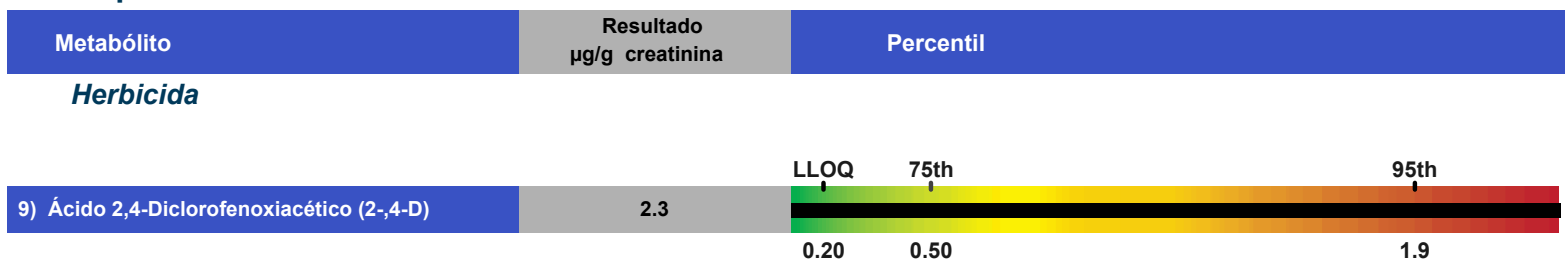 Metabólito
Resultado
µg/g creatinina
Percentil
Herbicida
LLOQ 75th 95th
9) Ácido 2,4-Diclorofenoxiacético (2-,4-D) 2.3
0.20 0.50 1.9